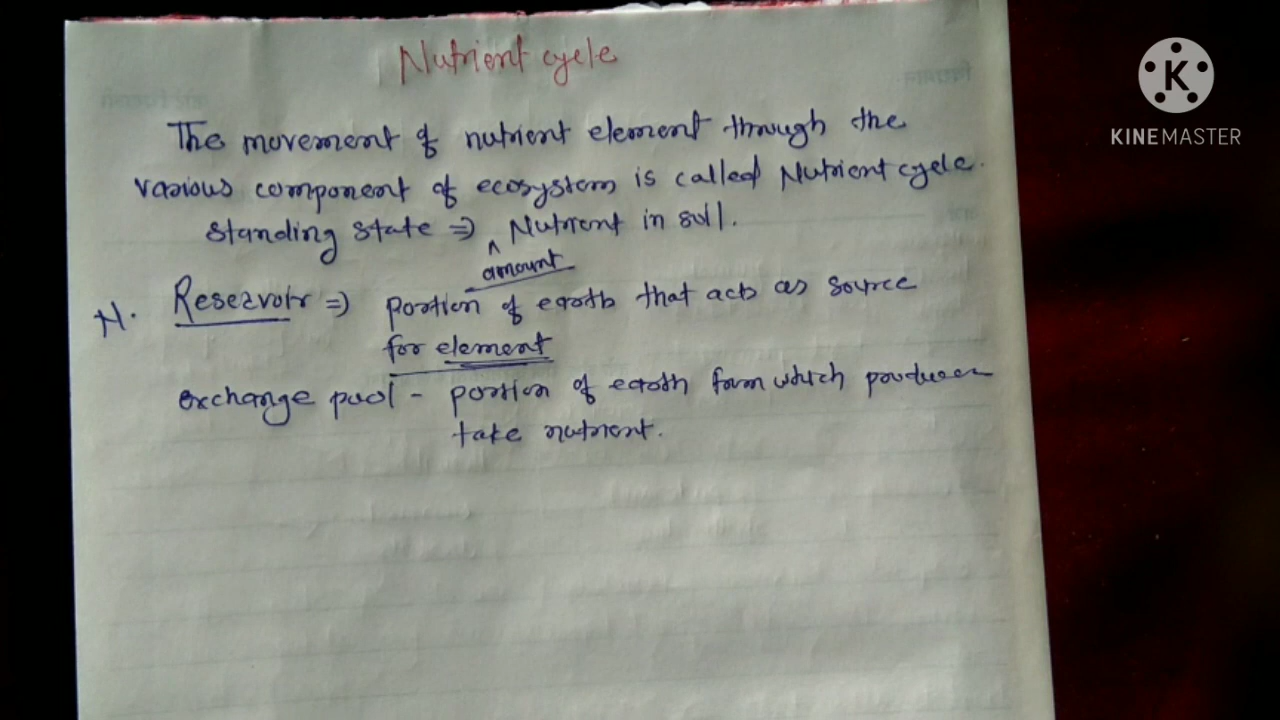 Nutrient cycle
The movement of nutrient element through the
various component of ecosystem is called Nutrient cycle.
standing state => ^ Nutrient in soil.
amount
N. Reservoir => portion of earth that acts as source
for element
exchange pool - portion of earth from which producer
take nutrient.
K
KINEMASTER